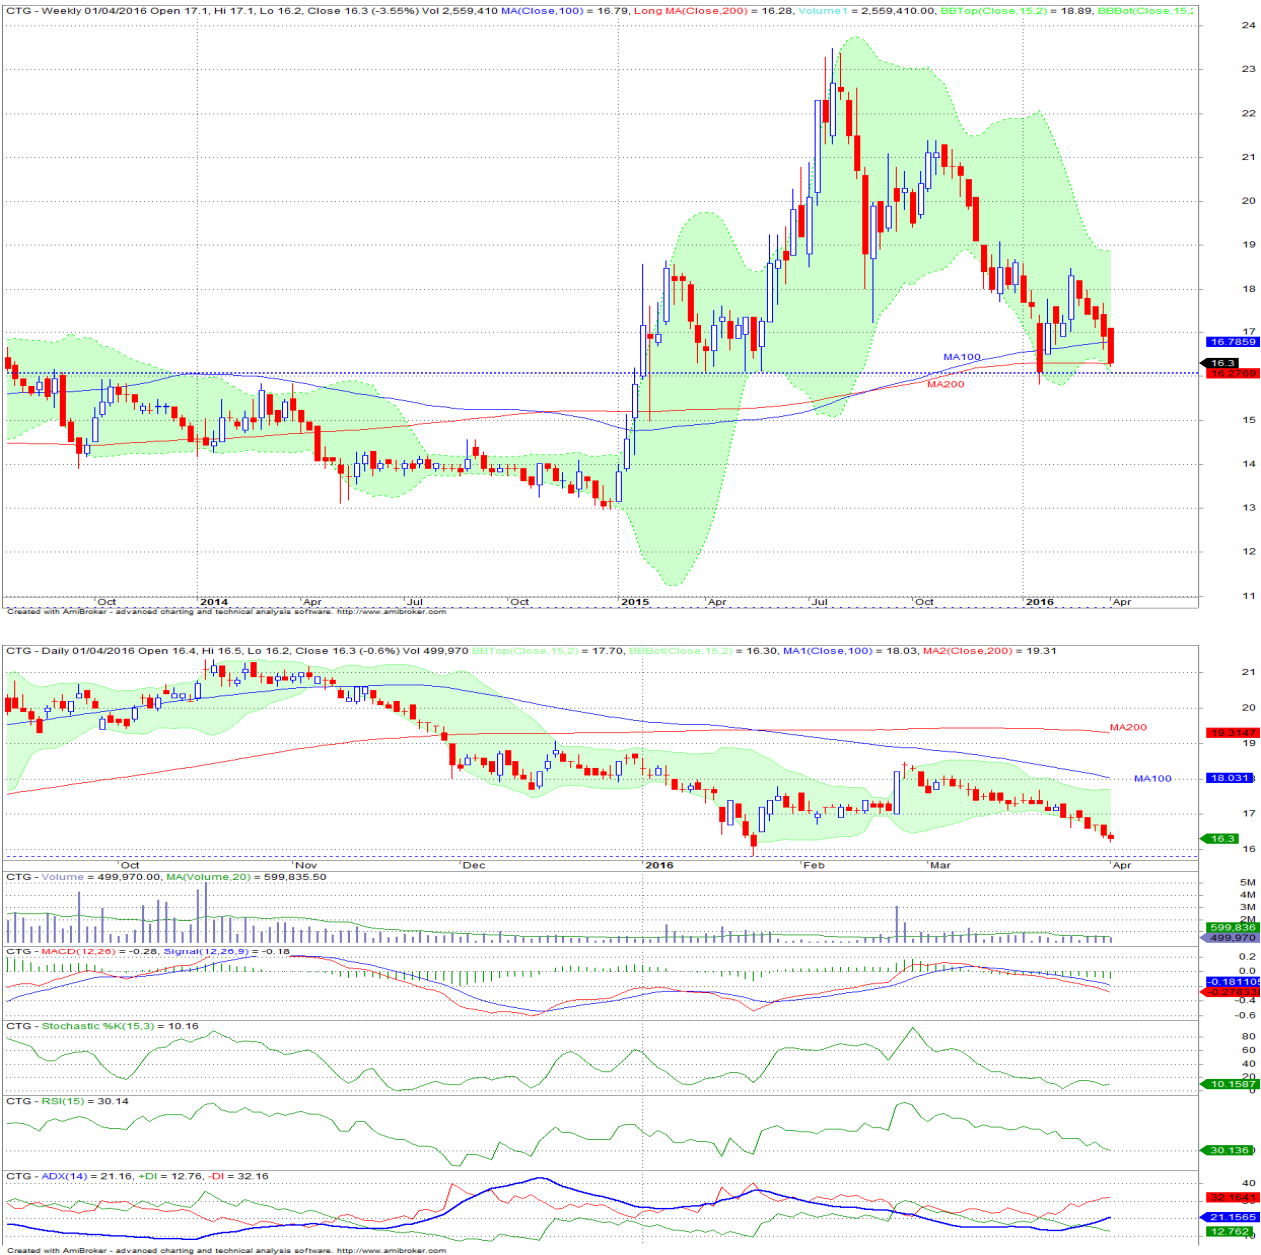 CTG - Weekly 01/04/2016 Open 17.1, Hi 17.1, Lo 16.2, Close 16.3 (-3.55%) Vol 2,559,410 MA(Close,100) = 16.79, Long MA(Close,200) = 16.28, Volume1 = 2,559,410.00, BBTop(Close,15,2) = 18.89, BBBot(Close,15,2
24
23
22
21
20
19
18
17
16.7859
16.3
16.2769
15
14
13
12
11
MA100
MA200
Oct 2014 Apr Jul Oct 2015 Apr Jul Oct 2016 Apr
Created with AmiBroker - advanced charting and technical analysis software. http://www.amibroker.com
CTG - Daily 01/04/2016 Open 16.4, Hi 16.5, Lo 16.2, Close 16.3 (-0.6%) Vol 499,970 BBTop(Close,15,2) = 17.70, BBBot(Close,15,2) = 16.30, MA1(Close,100) = 18.03, MA2(Close,200) = 19.31
21
20
MA200
19.3147
19
MA100
18.031
17
16.3
16
Oct Nov Dec 2016 Feb Mar Apr
CTG - Volume = 499,970.00, MA(Volume,20) = 599,835.50
5M
4M
3M
2M
599,836
499,970
CTG - MACD(12,26) = -0.28, Signal(12,26,9) = -0.18
0.2
0.0
-0.18110
-0.4
-0.6
CTG - Stochastic %K(15,3) = 10.16
80
60
40
20
10.1587
0
CTG - RSI(15) = 30.14
30.136
CTG - ADX(14) = 21.16, +DI = 12.76, -DI = 32.16
40
32.1641
21.1565
12.762
10
Created with AmiBroker - advanced charting and technical analysis software. http://www.amibroker.com